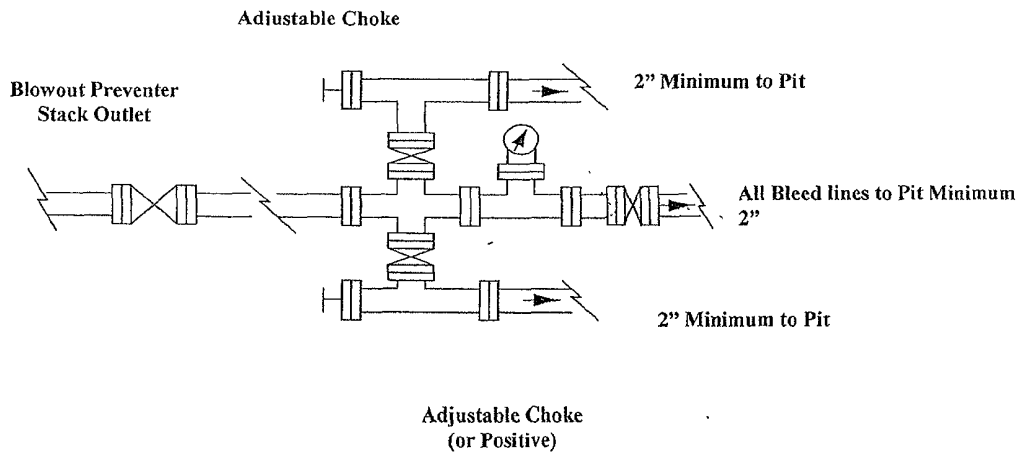 Adjustable Choke
Blowout Preventer
Stack Outlet
2” Minimum to Pit
All Bleed lines to Pit Minimum
2”
2” Minimum to Pit
Adjustable Choke
(or Positive)